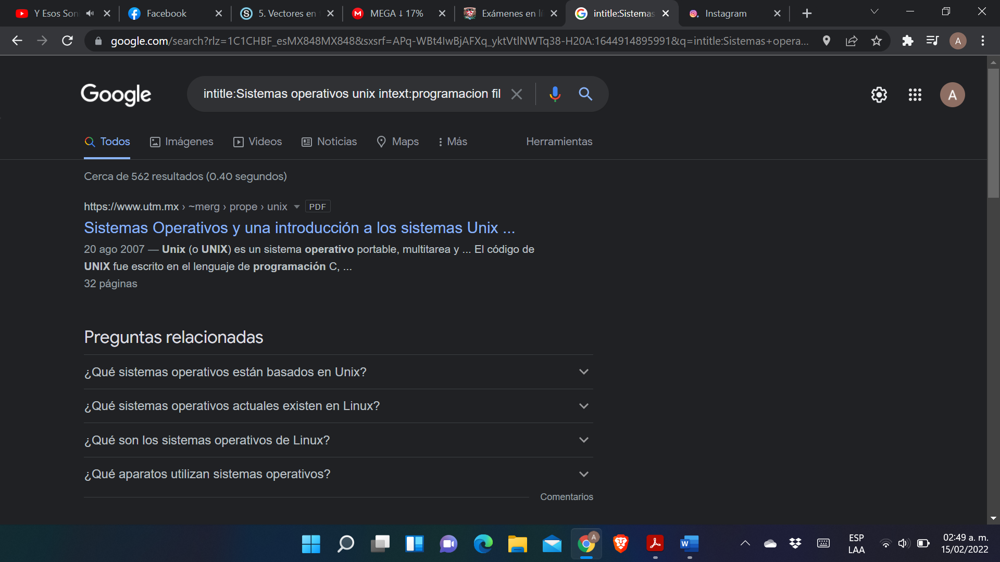 Y Esos Son
Facebook
5. Vectores en
MEGA ↓ 17%
Exámenes en lí
intitle:Sistemas
Instagram
google.com/search?rlz=1C1CHBF_esMX848MX848&sxsrf=APq-WBt4IwBjAFXq_yktVtlNWTq38-H20A:1644914895991&q=intitle:Sistemas+opera...
A
Google
intitle:Sistemas operativos unix intext:programacion fil
A
Todos
Imágenes
Videos
Noticias
Maps
Más
Herramientas
Cerca de 562 resultados (0.40 segundos)
https://www.utm.mx › ~merg › prope › unix PDF
Sistemas Operativos y una introducción a los sistemas Unix ...
20 ago 2007 — Unix (o UNIX) es un sistema operativo portable, multitarea y ... El código de
UNIX fue escrito en el lenguaje de programación C, ...
32 páginas
Preguntas relacionadas
¿Qué sistemas operativos están basados en Unix?
¿Qué sistemas operativos actuales existen en Linux?
¿Qué son los sistemas operativos de Linux?
¿Qué aparatos utilizan sistemas operativos?
Comentarios
A
W
ESP
LAA
02:49 a. m.
15/02/2022